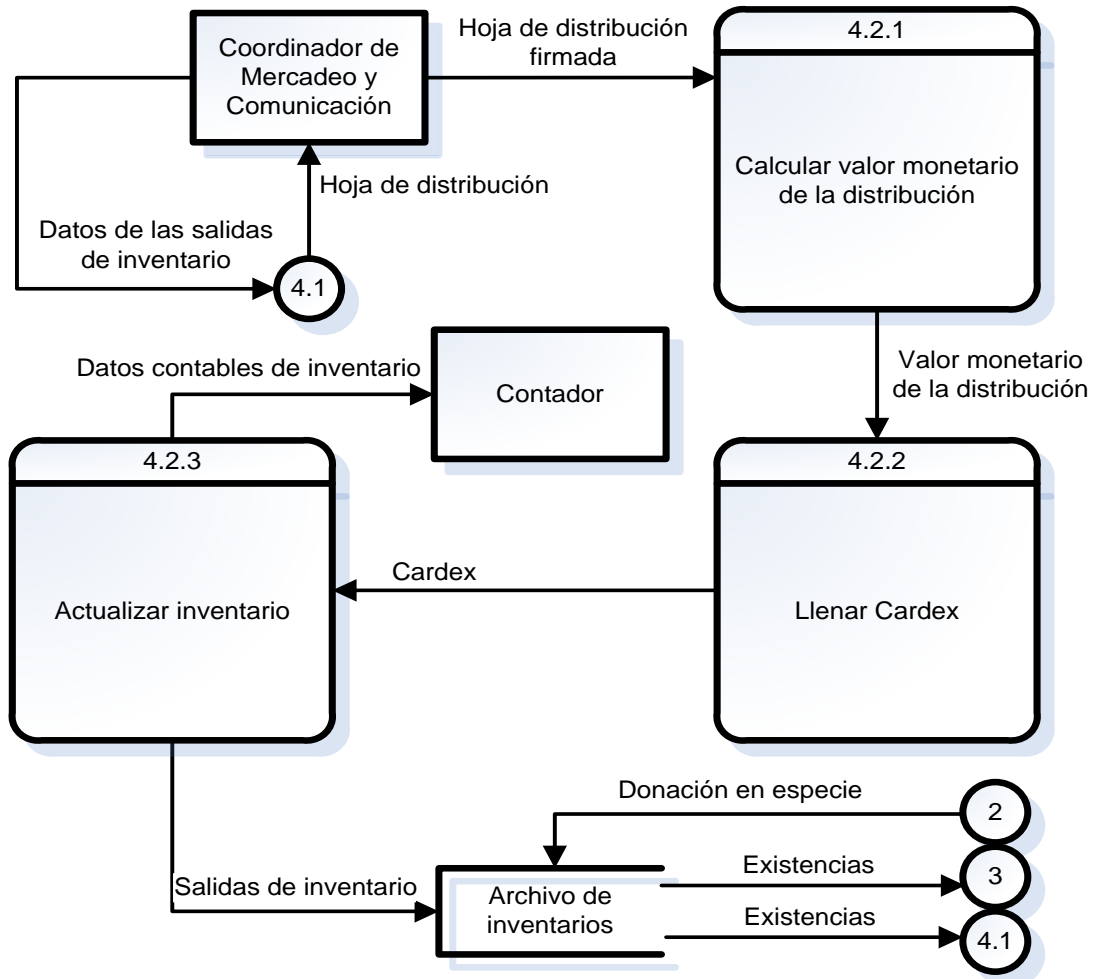 Coordinador de
Mercadeo y
Comunicación
Hoja de distribución
firmada
4.2.1
Calcular valor monetario
de la distribución
Hoja de distribución
Datos de las salidas
de inventario
4.1
Datos contables de inventario
Contador
Valor monetario
de la distribución
4.2.3
Actualizar inventario
Cardex
4.2.2
Llenar Cardex
Donación en especie
2
Salidas de inventario
Archivo de
inventarios
Existencias
3
Existencias
4.1